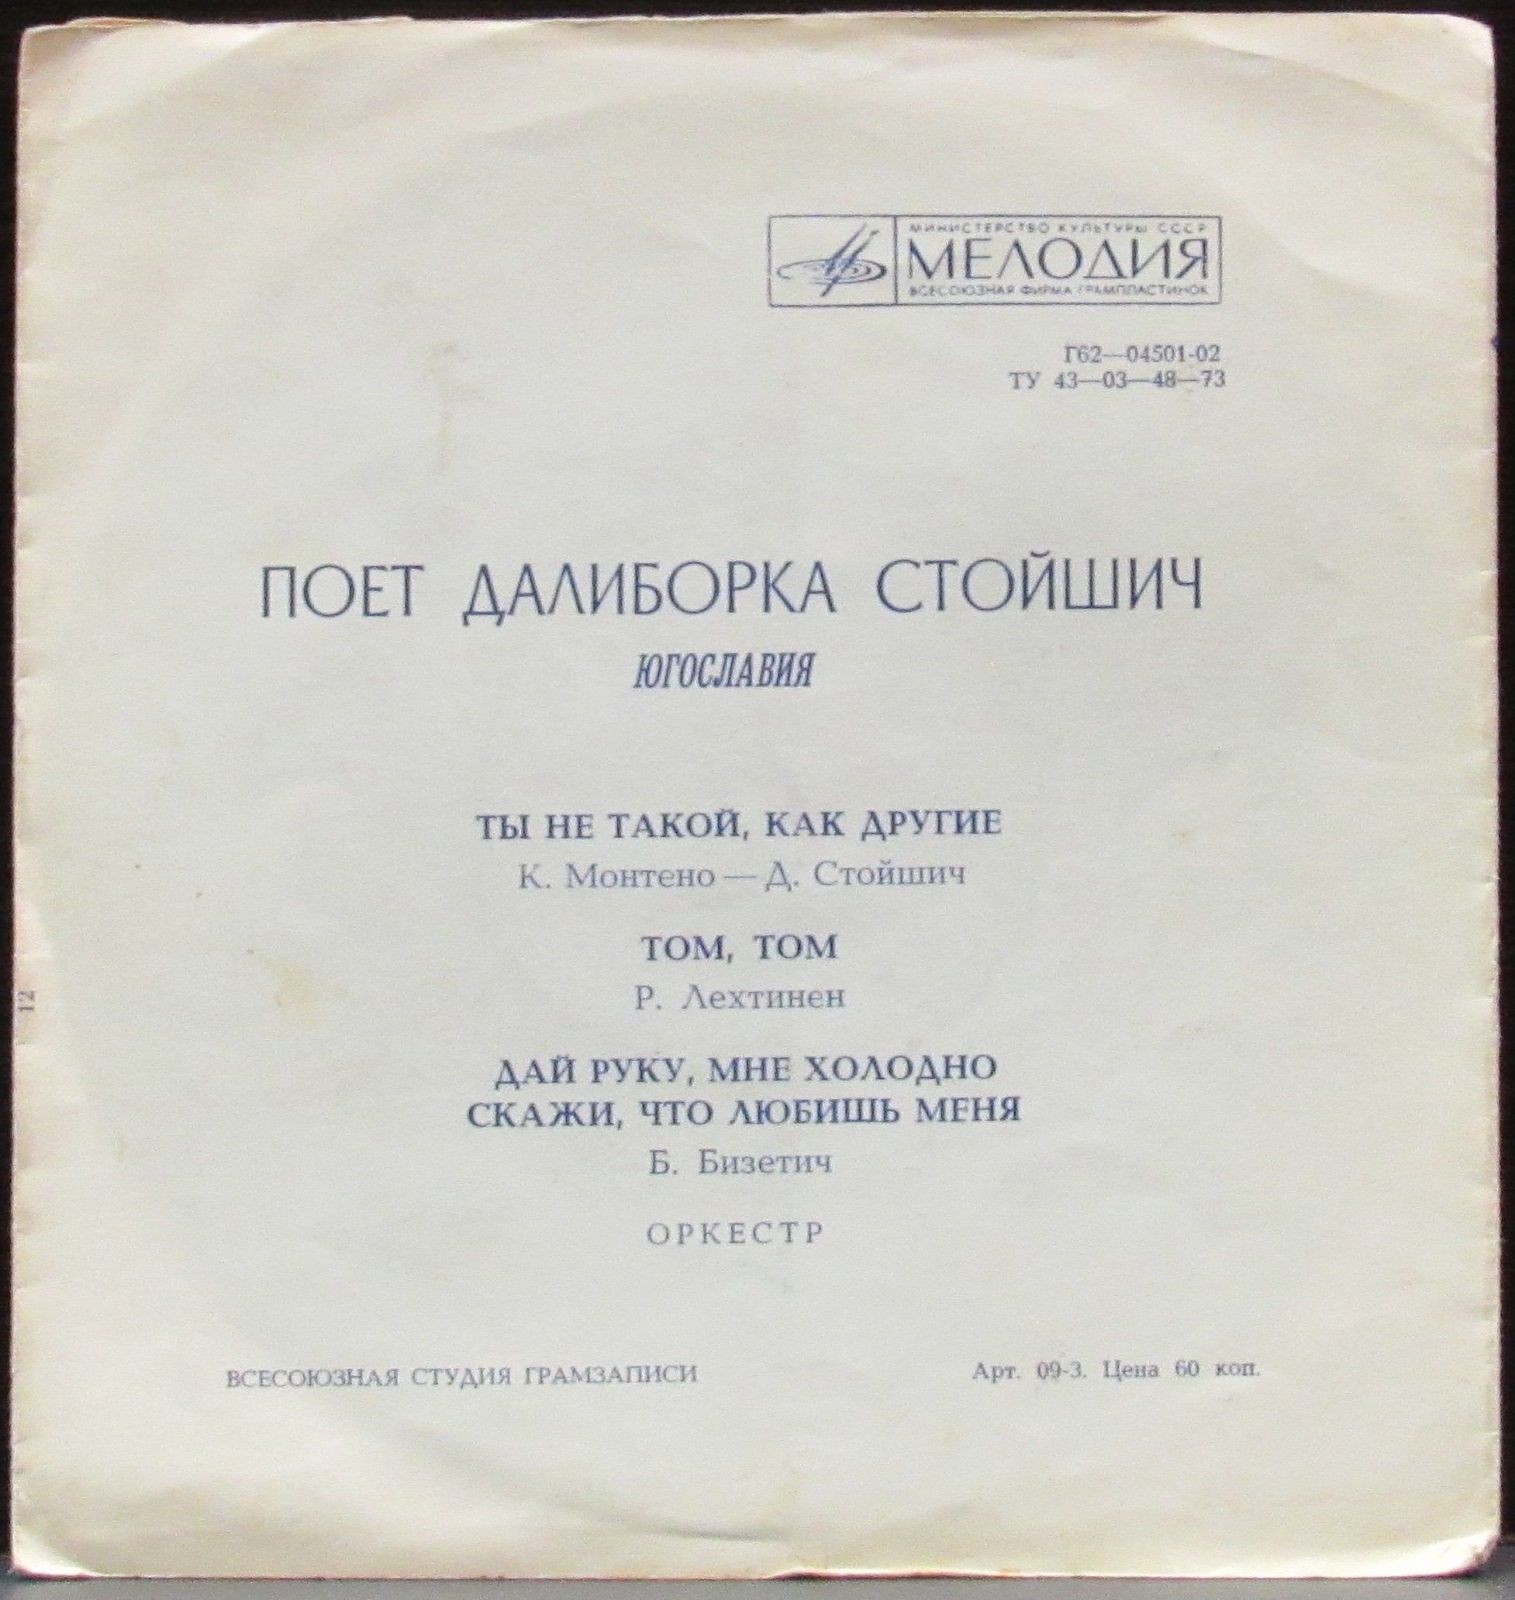 МИНИСТЕРСТВО КУЛЬТУРЫ СССР
МЕЛОДИЯ
ВСЕСОЮЗНАЯ ФИРМА ГРАМПЛАСТИНОК
Г62—04501-02
ТУ 43—03—48—73
ПОЕТ ДАЛИБОРКА СТОЙШИЧ
ЮГОСЛАВИЯ
ТЫ НЕ ТАКОЙ, КАК ДРУГИЕ
К. Монтено — Д. Стойшич
ТОМ, ТОМ
Р. Лехтинен
12
ДАЙ РУКУ, МНЕ ХОЛОДНО
СКАЖИ, ЧТО ЛЮБИШЬ МЕНЯ
Б. Бизетич
ОРКЕСТР
ВСЕСОЮЗНАЯ СТУДИЯ ГРАМЗАПИСИ
Арт. 09-3. Цена 60 коп.